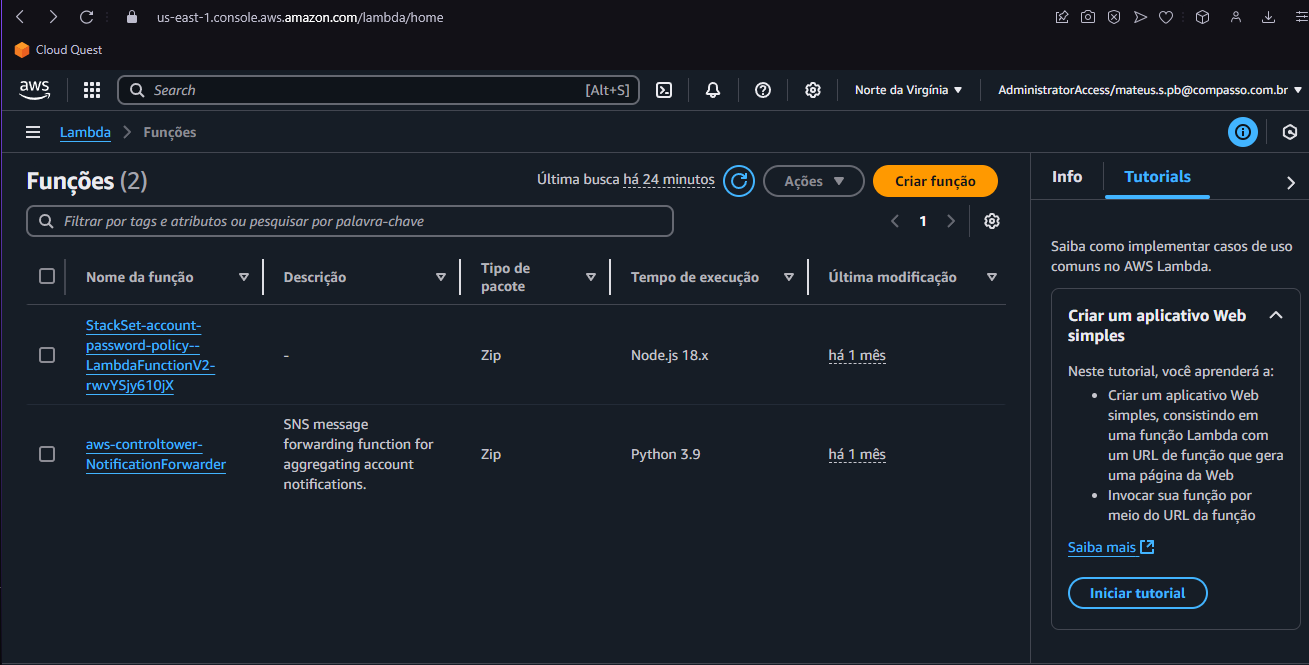 us-east-1.console.aws.amazon.com/lambda/home
Cloud Quest
aws
Search [Alt+S]
Norte da Virgínia
AdministratorAccess/mateus.s.pb@compasso.com.br
Lambda > Funções
Funções (2)
Última busca há 24 minutos
Ações
Criar função
Filtrar por tags e atributos ou pesquisar por palavra-chave
1
Nome da função
Descrição
Tipo de
pacote
Tempo de execução
Última modificação
StackSet-account-
password-policy--
LambdaFunctionV2-
rwvYSjy610jX
-
Zip
Node.js 18.x
há 1 mês
aws-controltower-
NotificationForwarder
SNS message
forwarding function for
aggregating account
notifications.
Zip
Python 3.9
há 1 mês
Info
Tutorials
Saiba como implementar casos de uso
comuns no AWS Lambda.
Criar um aplicativo Web
simples
Neste tutorial, você aprenderá a:
• Criar um aplicativo Web
simples, consistindo em
uma função Lambda com
um URL de função que gera
uma página da Web
• Invocar sua função por
meio do URL da função
Saiba mais
Iniciar tutorial